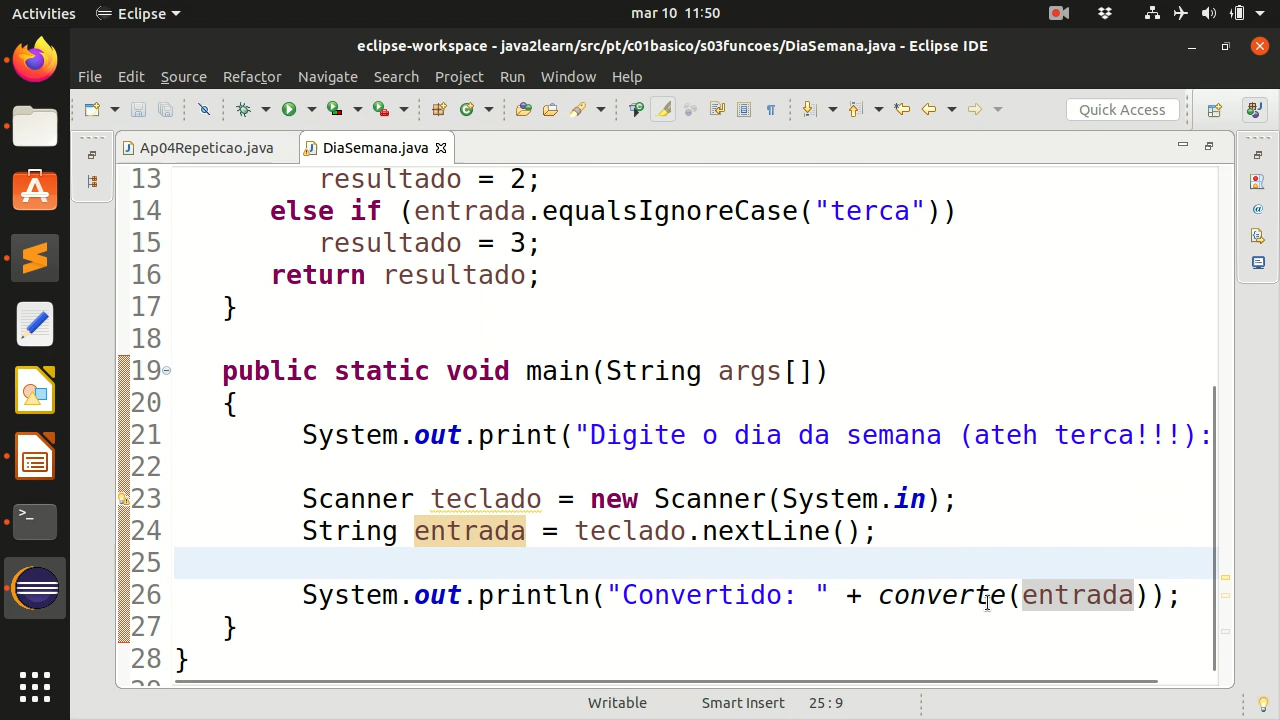 Activities Eclipse mar 10 11:50
eclipse-workspace - java2learn/src/pt/c01basico/s03funcoes/DiaSemana.java - Eclipse IDE
File Edit Source Refactor Navigate Search Run Project Window Help
Quick Access
Ap04Repeticao.java DiaSemana.java
13 resultado = 2;
14 else if (entrada.equalsIgnoreCase("terca"))
15 resultado = 3;
16 return resultado;
17 }
18
19 public static void main(String args[])
20 {
21 System.out.print("Digite o dia da semana (ateh terca!!!):
22
23 Scanner teclado = new Scanner(System.in);
24 String entrada = teclado.nextLine();
25
26 System.out.println("Convertido: " + converte(entrada));
27 }
28 }
Writable Smart Insert 25:9